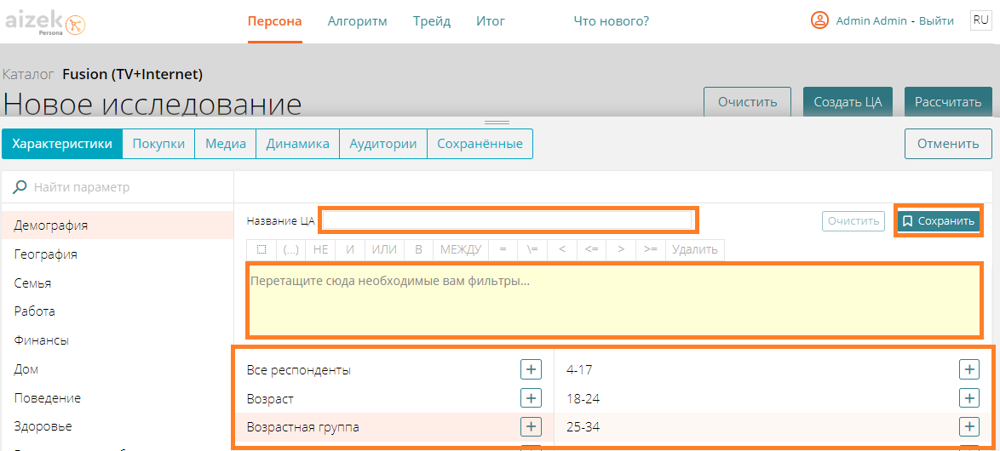 aizek Персона Алгоритм Трейд Итог Что нового? Admin Admin - Выйти RU
Persona
Каталог Fusion (TV+Internet)
Новое исследование Очистить Создать ЦА Рассчитать
Характеристики Покупки Медиа Динамика Аудитории Сохранённые Отменить
Найти параметр
Название ЦА Очистить Сохранить
Демография
(...) НЕ И ИЛИ В МЕЖДУ = \= < <= > >= Удалить
География
Перетащите сюда необходимые вам фильтры...
Семья
Работа
Финансы
Дом Все респонденты + 4-17 +
Поведение Возраст + 18-24 +
Здоровье Возрастная группа + 25-34 +